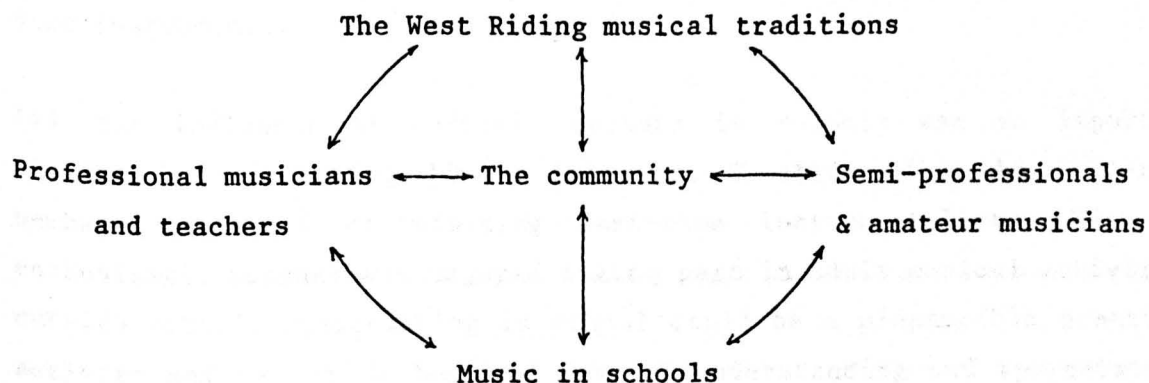 The West Riding musical traditions
Professional musicians
and teachers
The community
Semi-professionals
& amateur musicians
Music in schools